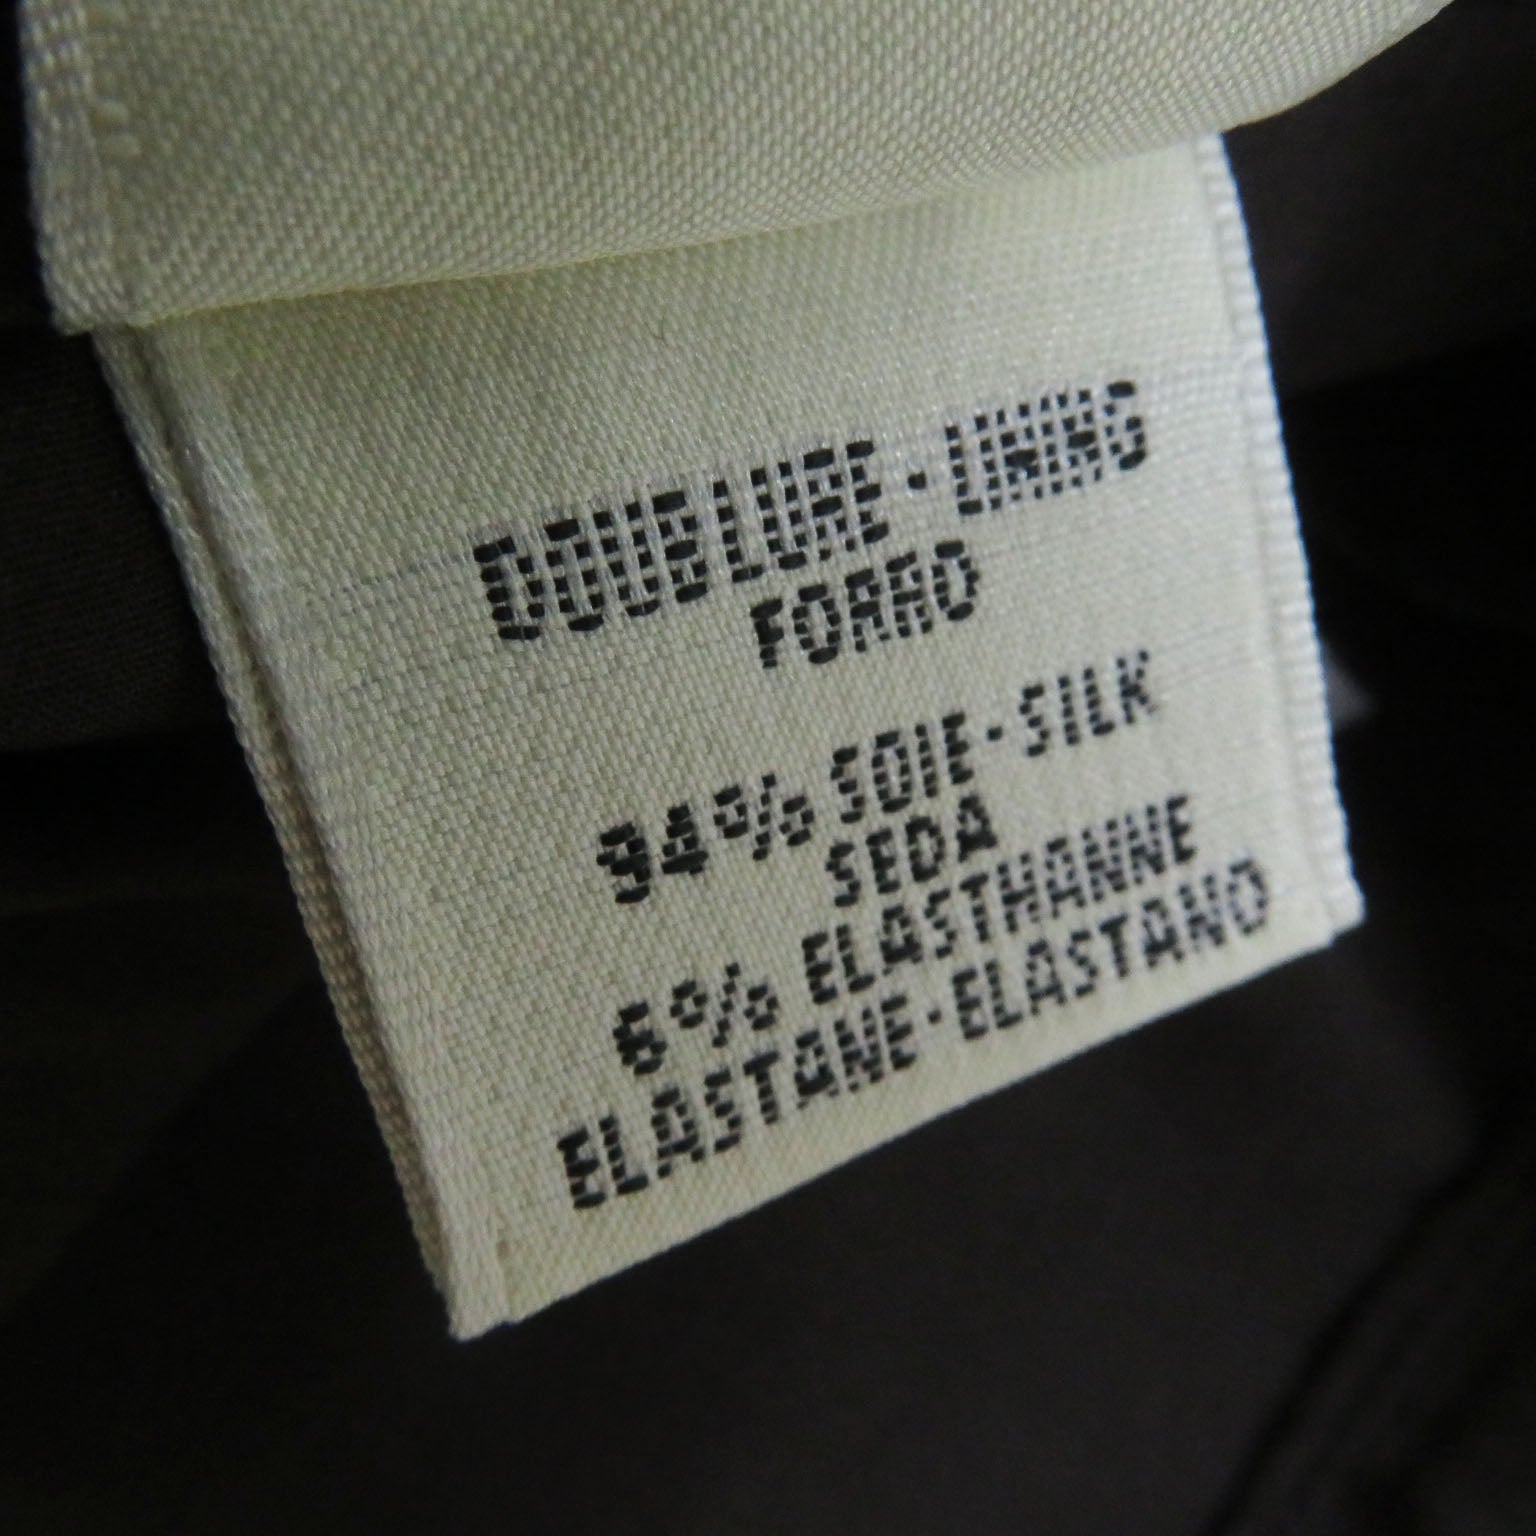 DOUBLURE · LINING
FORRO
94% SOIE · SILK
SEDA
6% ELASTHANNE
ELASTANE · ELASTANO